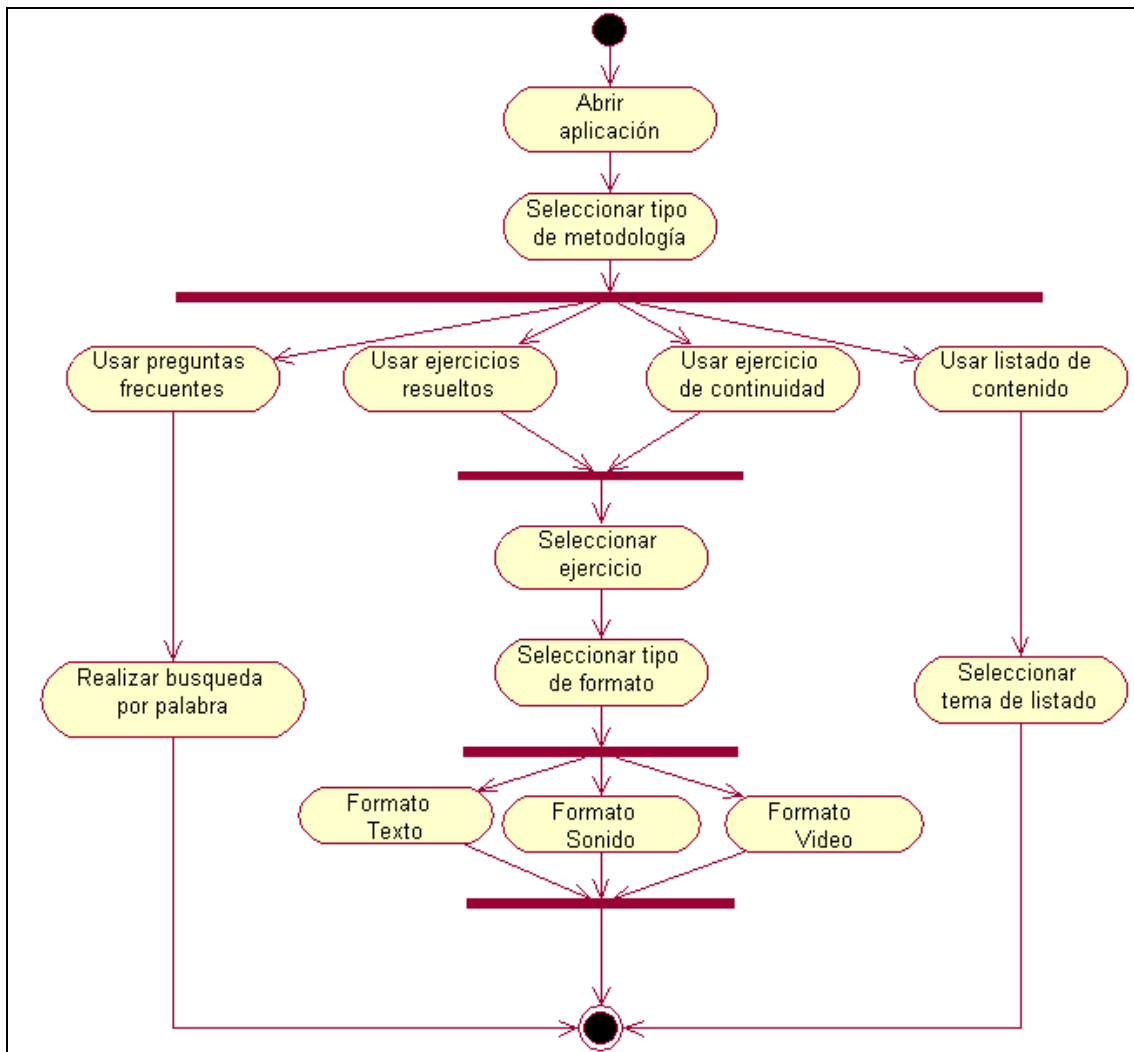 Abrir
aplicación
Seleccionar tipo
de metodología
Usar preguntas
frecuentes
Usar ejercicios
resueltos
Usar ejercicio
de continuidad
Usar listado de
contenido
Seleccionar
ejercicio
Seleccionar tipo
de formato
Realizar busqueda
por palabra
Seleccionar
tema de listado
Formato
Texto
Formato
Sonido
Formato
Video